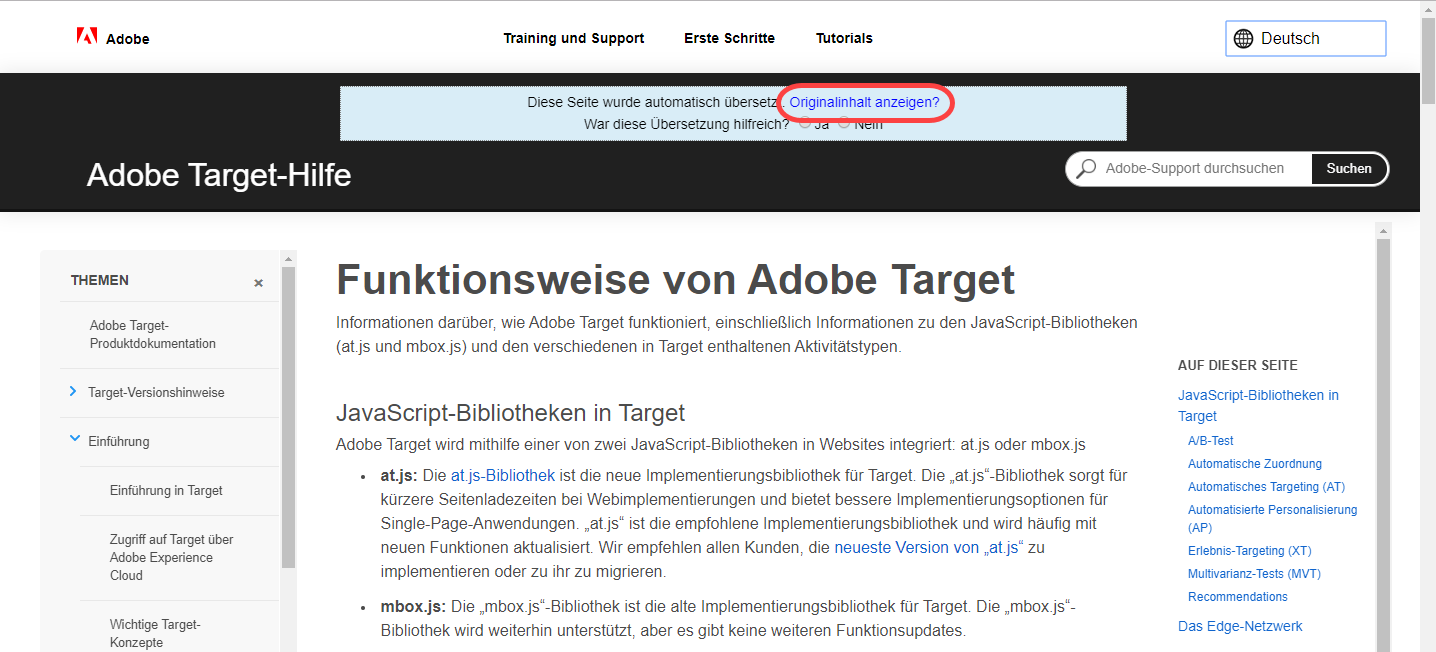 Adobe
Training und Support
Erste Schritte
Tutorials
Deutsch
Diese Seite wurde automatisch übersetzt. Originalinhalt anzeigen?
War diese Übersetzung hilfreich? Ja Nein
Adobe Target-Hilfe
Adobe-Support durchsuchen
Suchen
THEMEN
×
Adobe Target-
Produktdokumentation
Target-Versionshinweise
Einführung
Einführung in Target
Zugriff auf Target über
Adobe Experience
Cloud
Wichtige Target-
Konzepte
Funktionsweise von Adobe Target
Informationen darüber, wie Adobe Target funktioniert, einschließlich Informationen zu den JavaScript-Bibliotheken
(at.js und mbox.js) und den verschiedenen in Target enthaltenen Aktivitätstypen.
JavaScript-Bibliotheken in Target
Adobe Target wird mithilfe einer von zwei JavaScript-Bibliotheken in Websites integriert: at.js oder mbox.js
• at.js: Die at.js-Bibliothek ist die neue Implementierungsbibliothek für Target. Die „at.js“-Bibliothek sorgt für
kürzere Seitenladezeiten bei Webimplementierungen und bietet bessere Implementierungsoptionen für
Single-Page-Anwendungen. „at.js“ ist die empfohlene Implementierungsbibliothek und wird häufig mit
neuen Funktionen aktualisiert. Wir empfehlen allen Kunden, die neueste Version von „at.js“ zu
implementieren oder zu ihr zu migrieren.
• mbox.js: Die „mbox.js“-Bibliothek ist die alte Implementierungsbibliothek für Target. Die „mbox.js“-
Bibliothek wird weiterhin unterstützt, aber es gibt keine weiteren Funktionsupdates.
AUF DIESER SEITE
JavaScript-Bibliotheken in
Target
A/B-Test
Automatische Zuordnung
Automatisches Targeting (AT)
Automatisierte Personalisierung
(AP)
Erlebnis-Targeting (XT)
Multivarianz-Tests (MVT)
Recommendations
Das Edge-Netzwerk